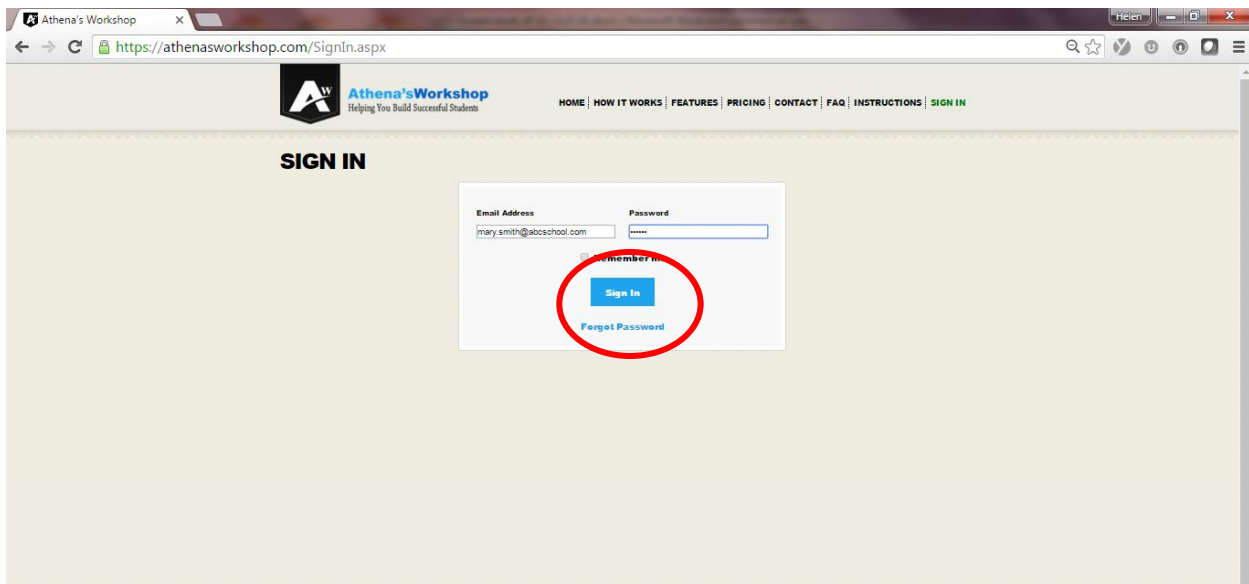 Athena's Workshop
Helen
https://athenasworkshop.com/SignIn.aspx
AW
Athena'sWorkshop
Helping You Build Successful Students
HOME HOW IT WORKS FEATURES PRICING CONTACT FAQ INSTRUCTIONS SIGN IN
SIGN IN
Email Address Password
mary.smith@abcschool.com ······
Remember m
Sign In
Forgot Password